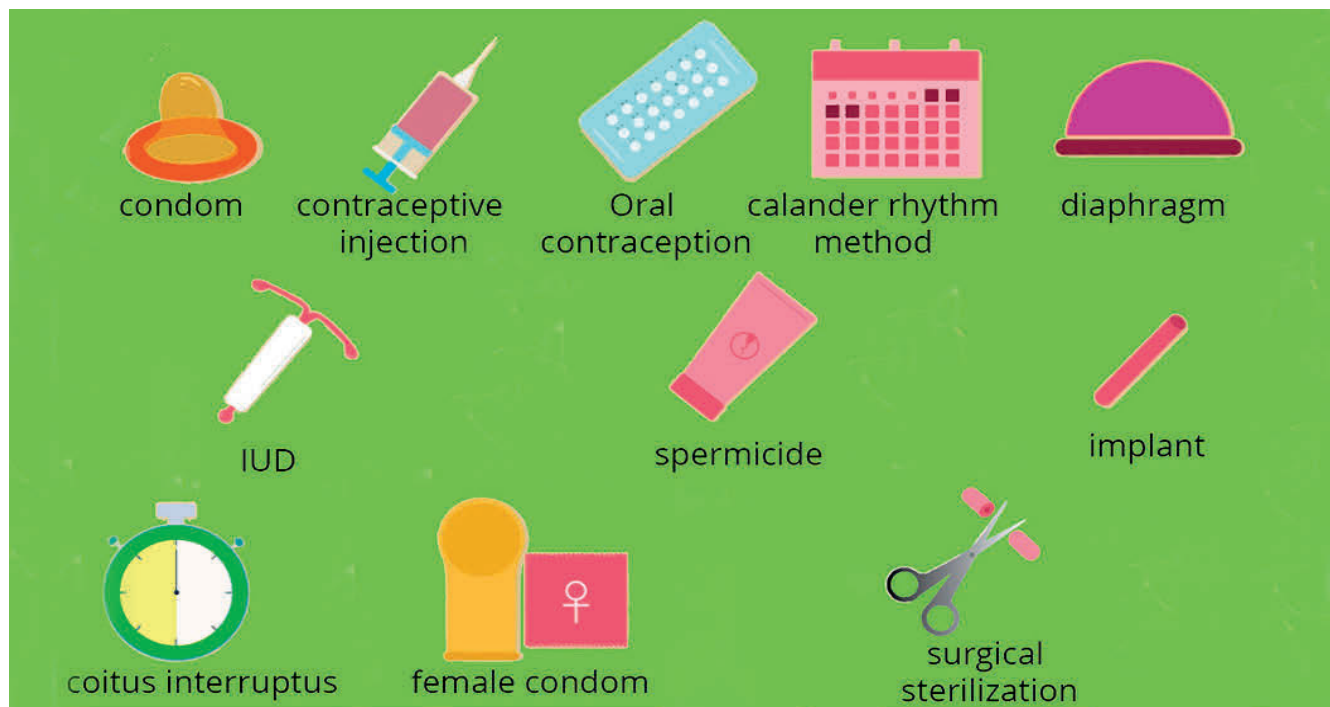 condom
contraceptive
injection
Oral
contraception
calander rhythm
method
diaphragm
IUD
spermicide
implant
coitus interruptus
female condom
surgical
sterilization